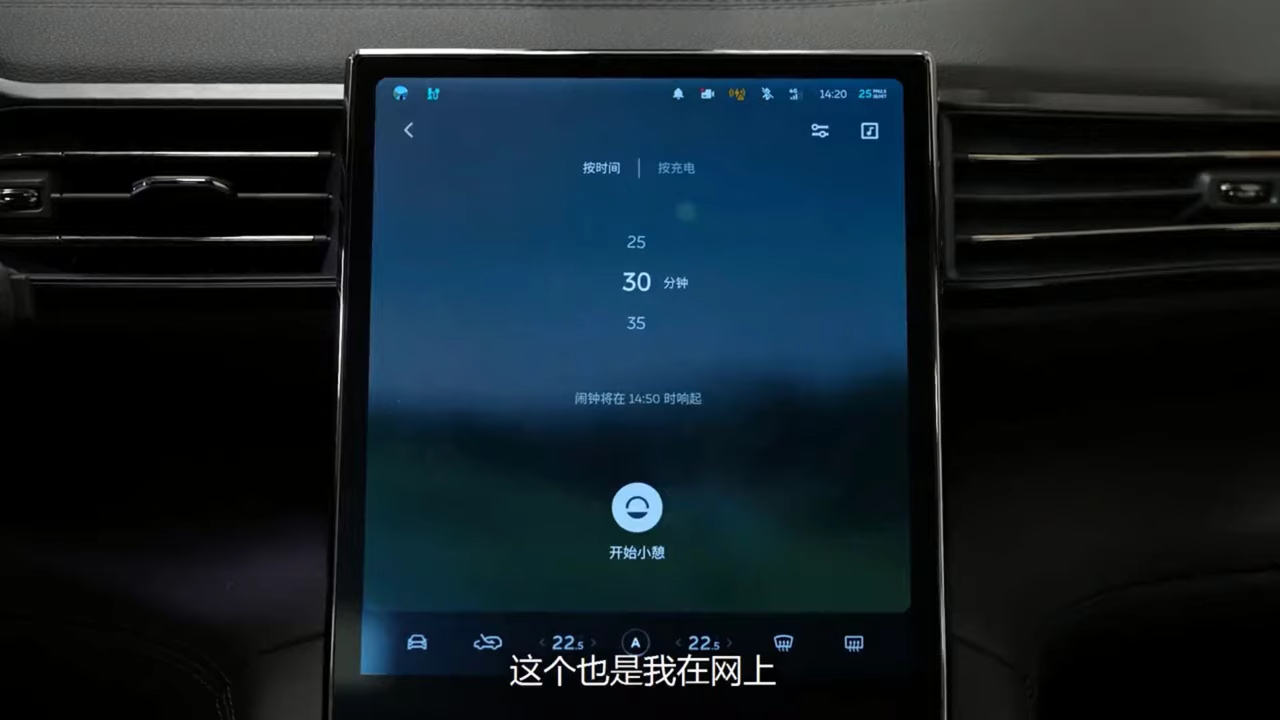 14:20 25
按时间 | 按充电
25
30 分钟
35
闹钟将在 14:50 时响起
开始小憩
22.5 A 22.5
这个也是我在网上